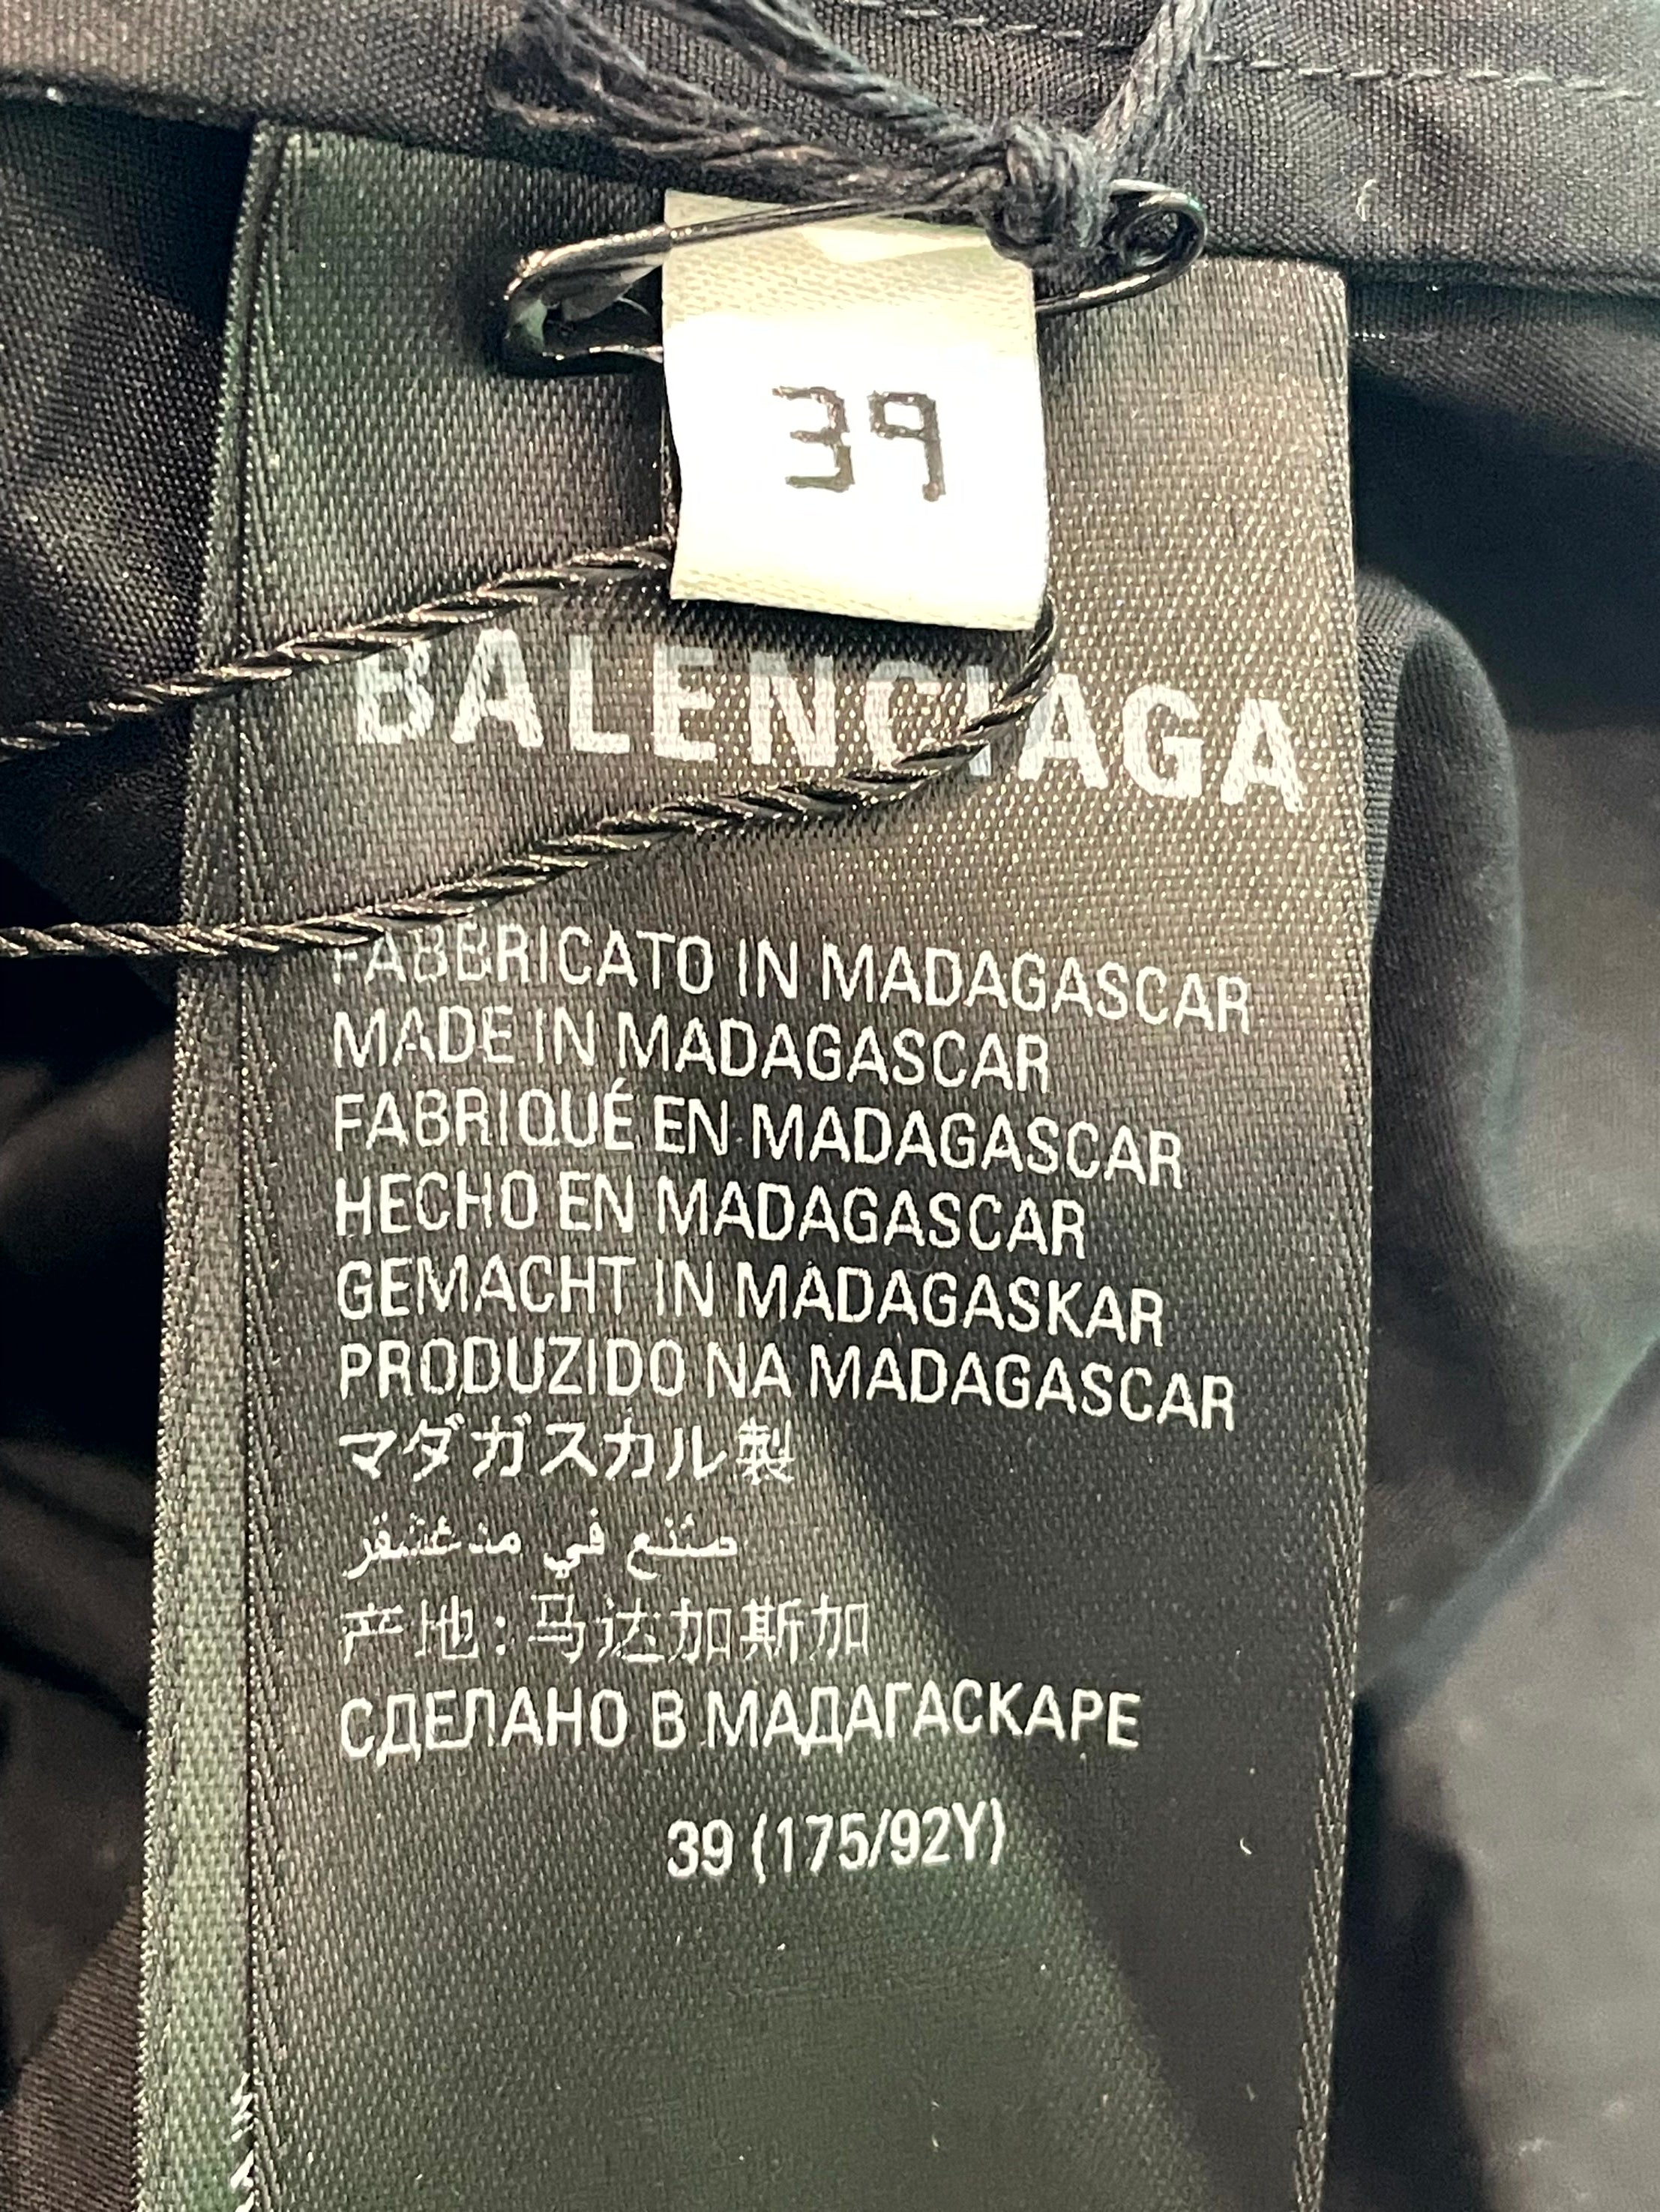 39
BALENCIAGA
FABBRICATO IN MADAGASCAR
MADE IN MADAGASCAR
FABRIQUÉ EN MADAGASCAR
HECHO EN MADAGASCAR
GEMACHT IN MADAGASKAR
PRODUZIDO NA MADAGASCAR
マダガスカル製
صنع في مدغشقر
产地: 马达加斯加
СДЕЛАНО В МАДАГАСКАРЕ
39 (175/92Y)